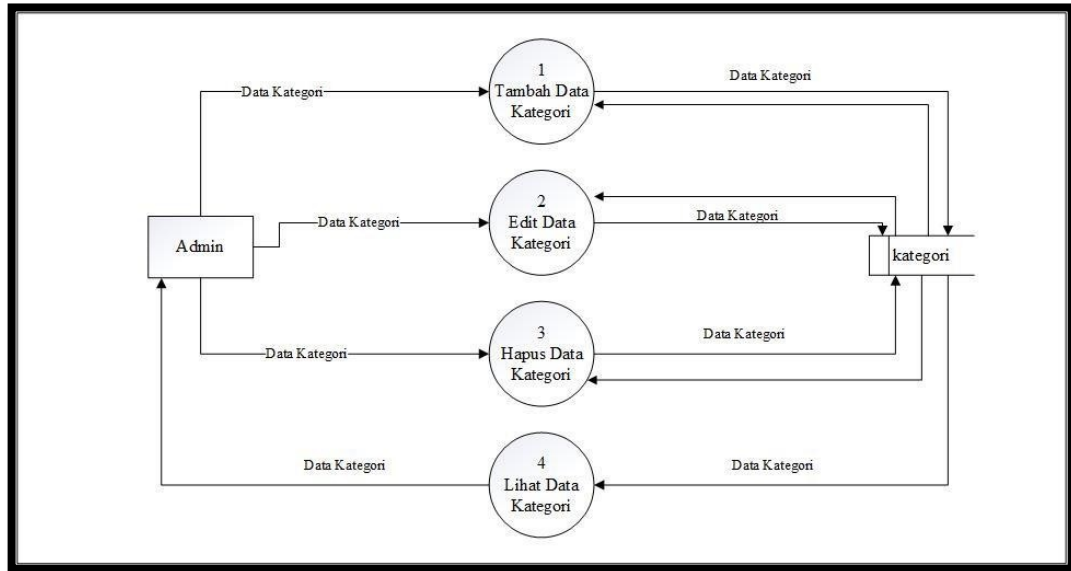 1
Tambah Data
Kategori
Data Kategori
Data Kategori
2
Edit Data
Kategori
Data Kategori
Data Kategori
Admin
kategori
3
Hapus Data
Kategori
Data Kategori
Data Kategori
4
Lihat Data
Kategori
Data Kategori
Data Kategori